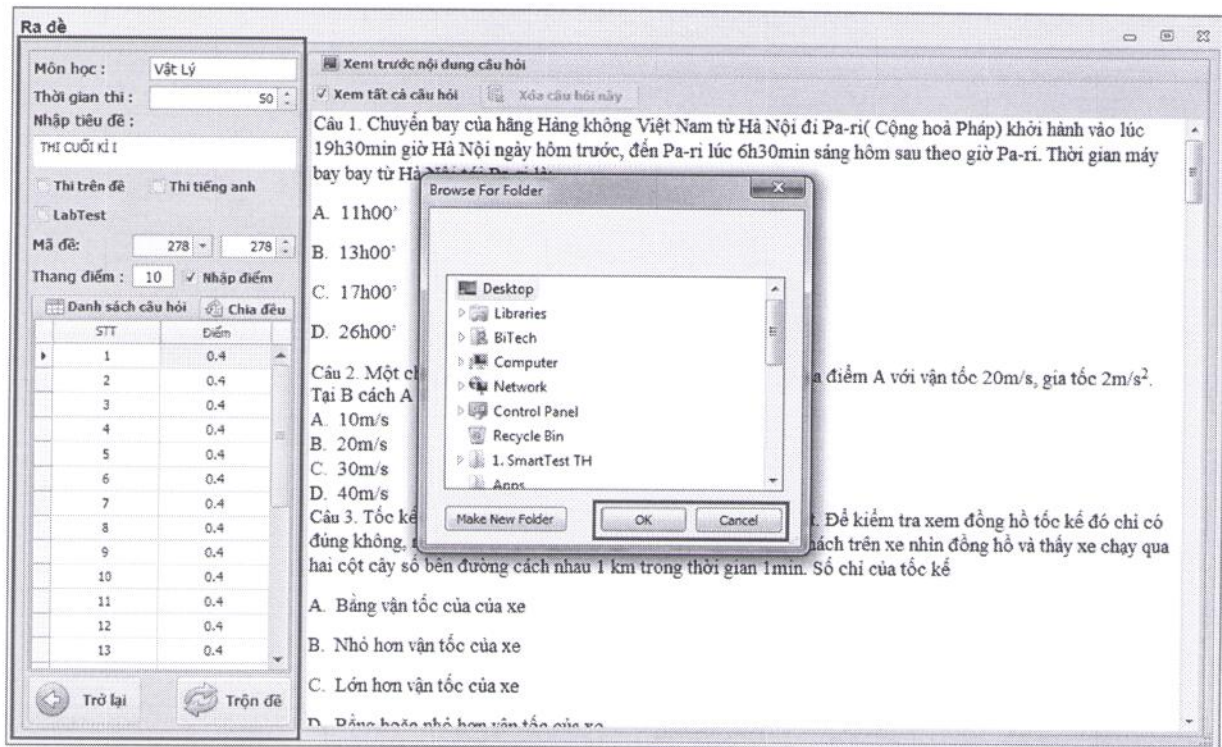 Ra đề
Môn học : Vật Lý
Thời gian thi : 50
Nhập tiêu đề :
THI CUỐI KÌ I
Thi trên đề Thi tiếng anh
LabTest
Mã đề: 278 278
Thang điểm : 10 Nhập điểm
Danh sách câu hỏi Chia đều
STT Điểm
1 0.4
2 0.4
3 0.4
4 0.4
5 0.4
6 0.4
7 0.4
8 0.4
9 0.4
10 0.4
11 0.4
12 0.4
13 0.4
Trở lại Trộn đề
Xem trước nội dung câu hỏi
Xem tất cả câu hỏi Xóa câu hỏi này
Câu 1. Chuyến bay của hãng Hàng không Việt Nam từ Hà Nội đi Pa-ri( Cộng hoà Pháp) khởi hành vào lúc
19h30min giờ Hà Nội ngày hôm trước, đến Pa-ri lúc 6h30min sáng hôm sau theo giờ Pa-ri. Thời gian máy
bay bay từ Hà
A. 11h00’
B. 13h00’
C. 17h00’
D. 26h00’
Câu 2. Một điểm A với vận tốc 20m/s, gia tốc 2m/s².
Tại B cách A
A. 10m/s
B. 20m/s
C. 30m/s
D. 40m/s
Câu 3. Tốc kế Để kiểm tra xem đồng hồ tốc kế đó chỉ có
đúng không, trên xe nhìn đồng hồ và thấy xe chạy qua
hai cột cây số bên đường cách nhau 1 km trong thời gian 1min. Số chỉ của tốc kế
A. Bằng vận tốc của của xe
B. Nhỏ hơn vận tốc của xe
C. Lớn hơn vận tốc của xe
D. Bằng hoặc nhỏ hơn vận tốc của xe
Browse For Folder
Desktop
Libraries
BiTech
Computer
Network
Control Panel
Recycle Bin
1. SmartTest TH
Apps
Make New Folder OK Cancel